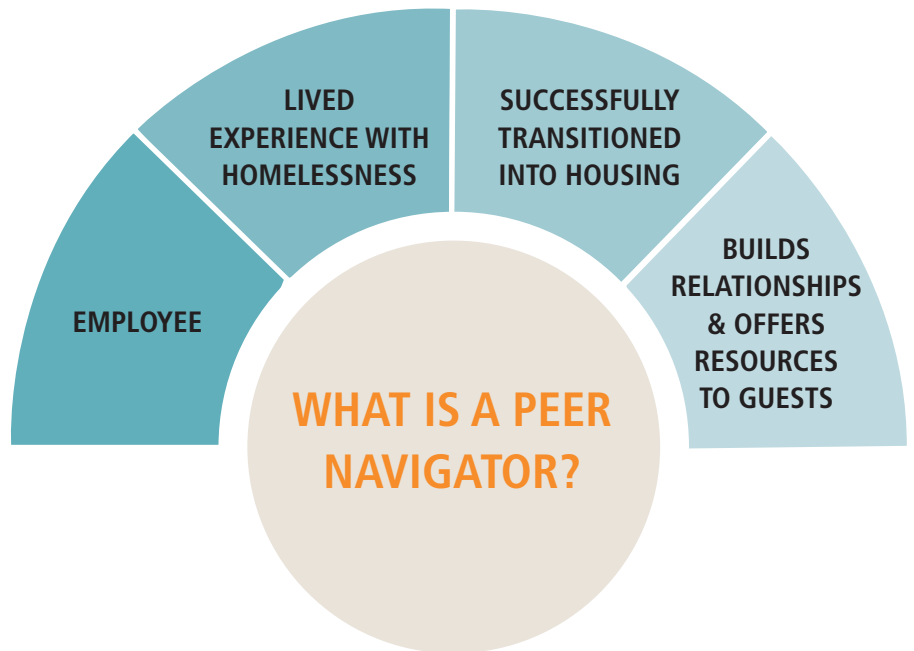 EMPLOYEE
LIVED
EXPERIENCE WITH
HOMELESSNESS
SUCCESSFULLY
TRANSITIONED
INTO HOUSING
BUILDS
RELATIONSHIPS
& OFFERS
RESOURCES
TO GUESTS
WHAT IS A PEER
NAVIGATOR?